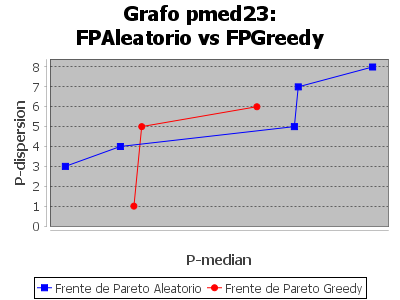 Grafo pmed23:
FPAleatorio vs FPGreedy
8
7
6
5
4
3
2
1
0
P-dispersion
P-median
Frente de Pareto Aleatorio
Frente de Pareto Greedy